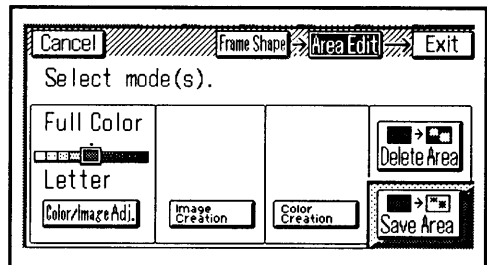 Cancel Frame Shape Area Edit Exit
Select mode(s).
Full Color
Letter
Color/Image Adj.
Image
Creation
Color
Creation
Delete Area
Save Area